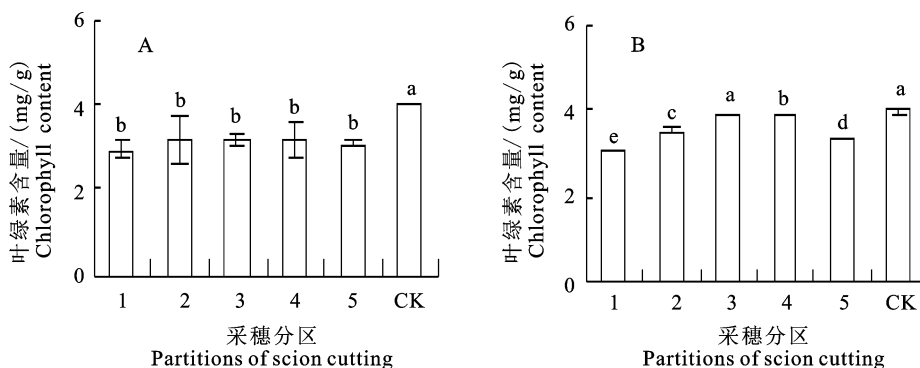 A
叶绿素含量/(mg/g)
Chlorophyll content
6
4
2
0
b b b b b a
1 2 3 4 5 CK
采穗分区
Partitions of scion cutting
B
叶绿素含量/(mg/g)
Chlorophyll content
6
4
2
0
e c a b d a
1 2 3 4 5 CK
采穗分区
Partitions of scion cutting